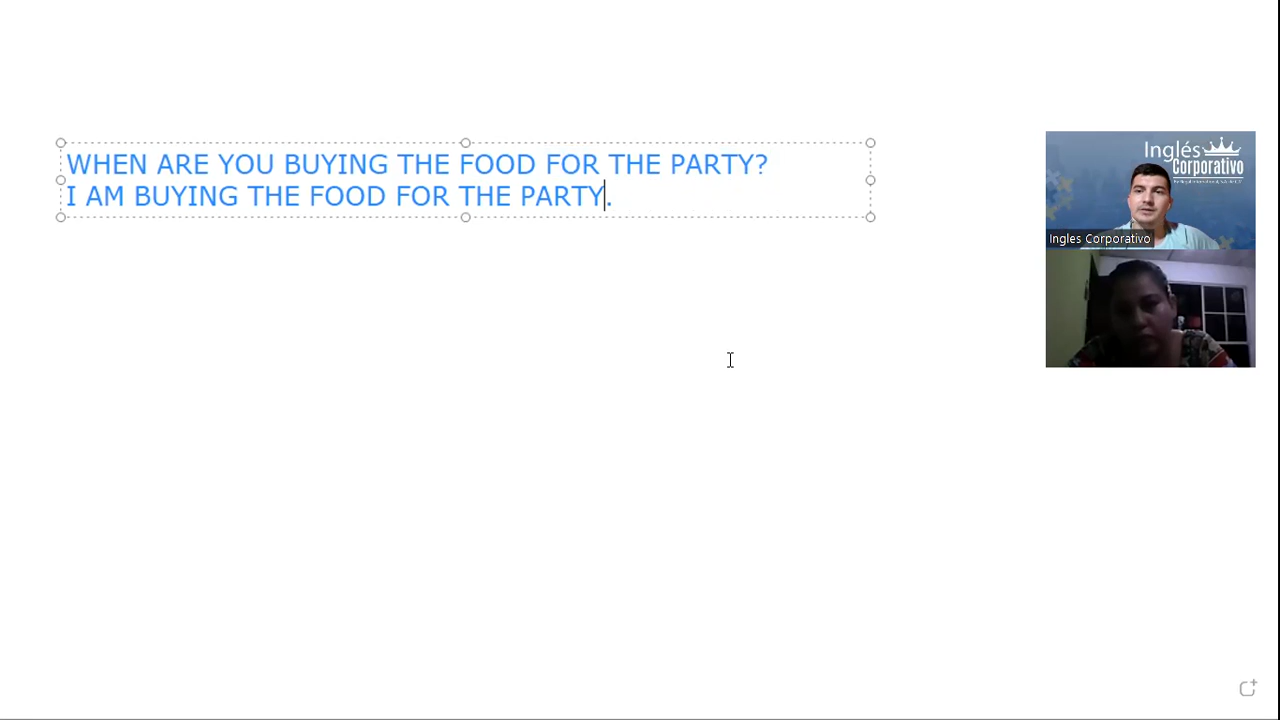 WHEN ARE YOU BUYING THE FOOD FOR THE PARTY?
I AM BUYING THE FOOD FOR THE PARTY.
Inglés
Corporativo
Ingles Corporativo